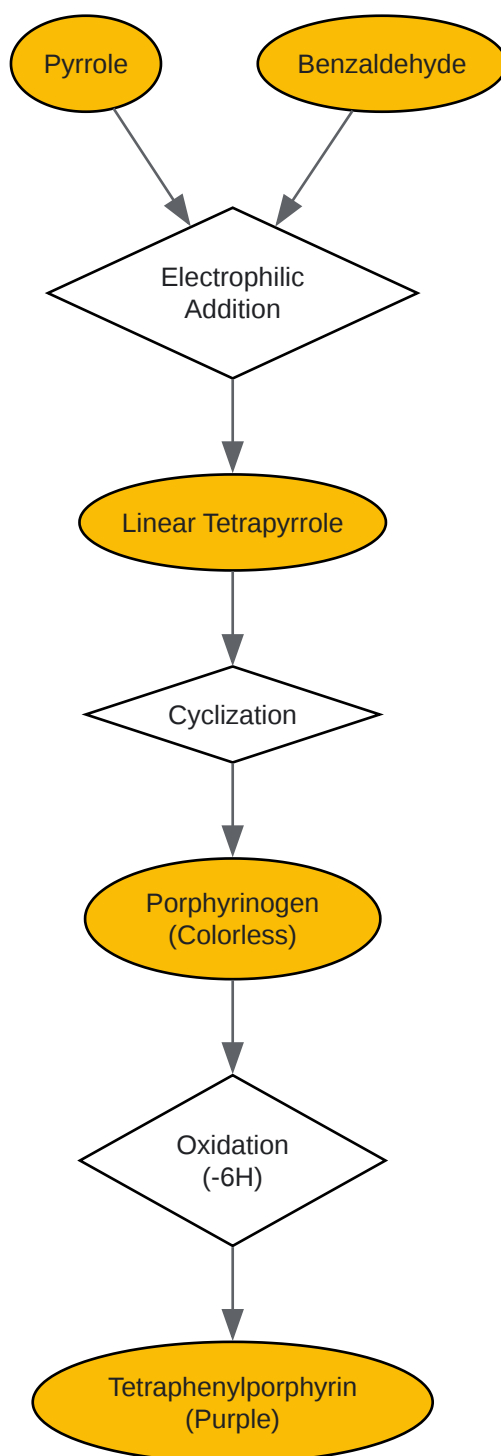 Pyrrole
Benzaldehyde
Electrophilic
Addition
Linear Tetrapyrrole
Cyclization
Porphyrinogen
(Colorless)
Oxidation
(-6H)
Tetraphenylporphyrin
(Purple)